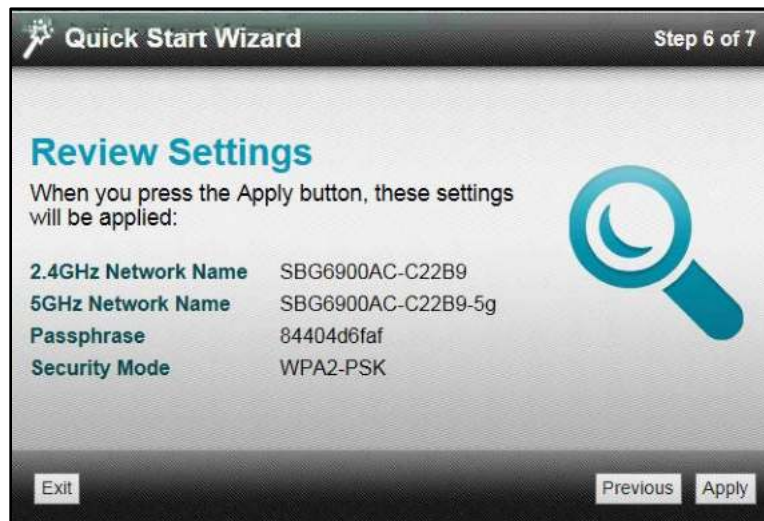 Quick Start Wizard Step 6 of 7
Review Settings
When you press the Apply button, these settings
will be applied:
2.4GHz Network Name SBG6900AC-C22B9
5GHz Network Name SBG6900AC-C22B9-5g
Passphrase 84404d6faf
Security Mode WPA2-PSK
Exit Previous Apply